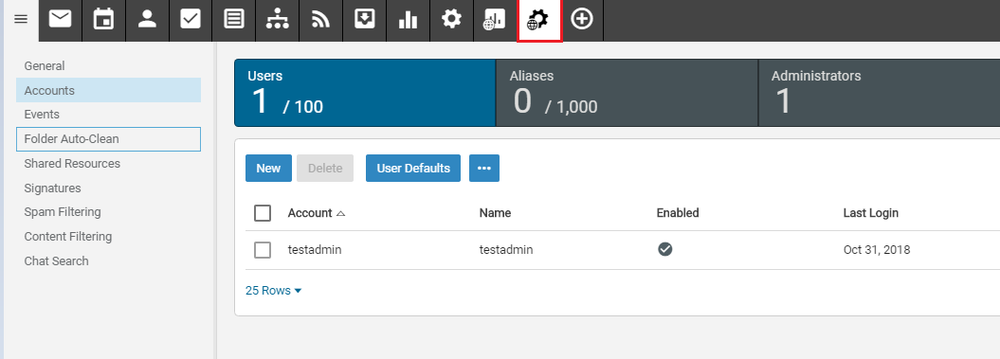 General
Accounts
Events
Folder Auto-Clean
Shared Resources
Signatures
Spam Filtering
Content Filtering
Chat Search
Users
1 / 100
Aliases
0 / 1,000
Administrators
1
New Delete User Defaults
Account Name Enabled Last Login
testadmin testadmin Oct 31, 2018
25 Rows